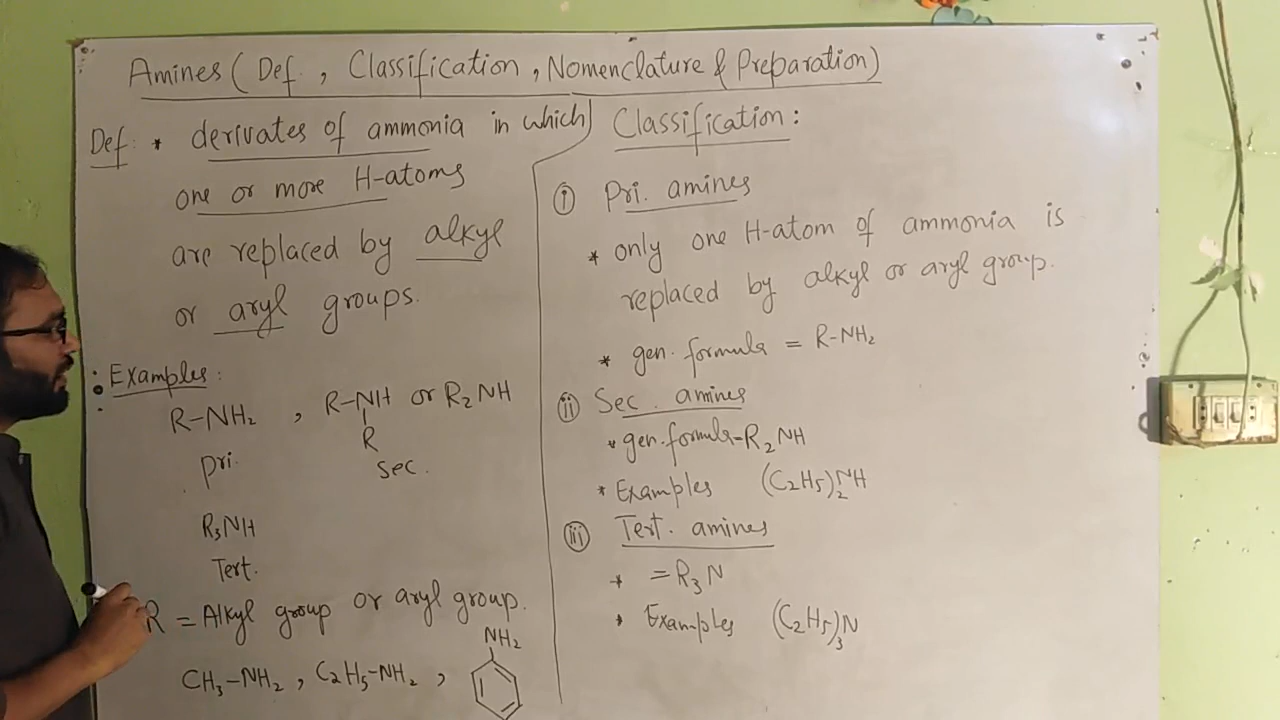 Amines (Def., Classification, Nomenclature & Preparation)
Def: * derivates of ammonia in which
one or more H-atoms
are replaced by alkyl
or aryl groups.
: Examples:
R-NH₂ , R-NH or R₂NH
R
pri. sec.
R₃NH
Tert.
R = Alkyl group or aryl group.
NH₂
CH₃-NH₂ , C₂H₅-NH₂ ,
Classification:
(i) Pri. amines
* only one H-atom of ammonia is
replaced by alkyl or aryl group.
* gen. formula = R-NH₂
(ii) Sec. amines
* gen. formula-R₂NH
* Examples (C₂H₅)₂NH
(iii) Tert. amines
* = R₃N
* Examples (C₂H₅)₃N